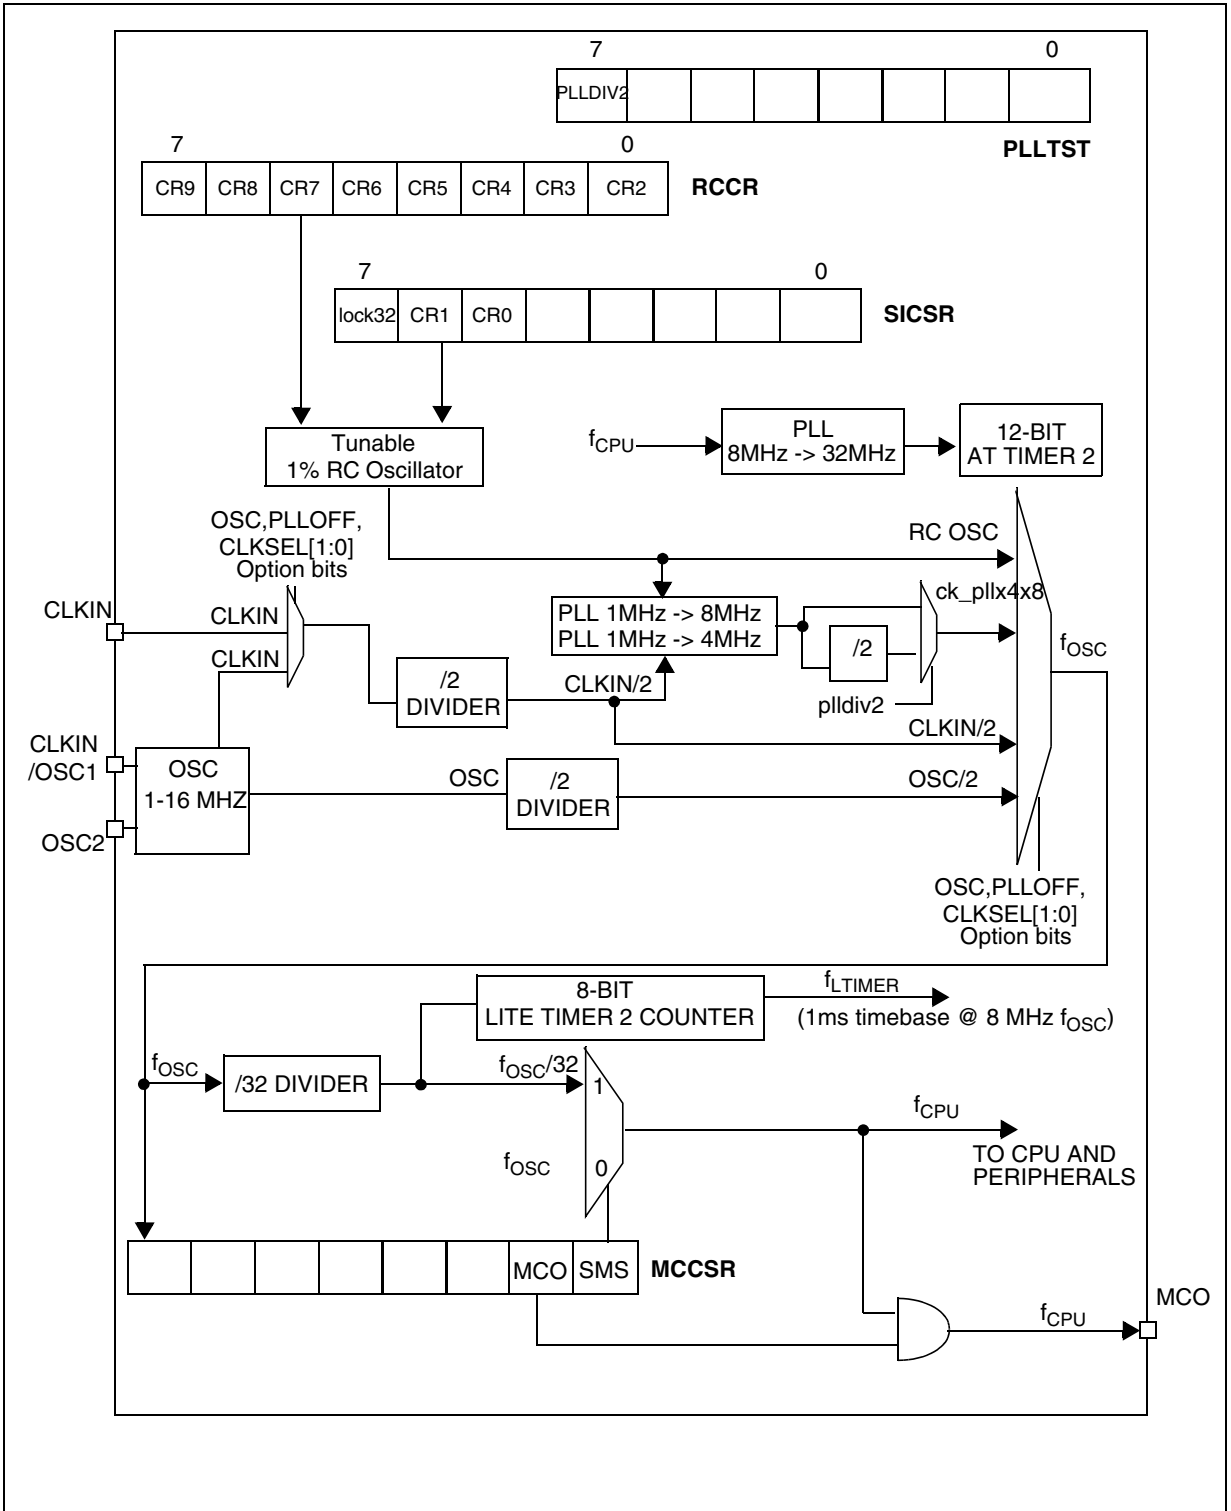 7 0
PLLDIV2
PLLTST
7 0
CR9 CR8 CR7 CR6 CR5 CR4 CR3 CR2 RCCR
7 0
lock32 CR1 CR0 SICSR
Tunable
1% RC Oscillator
fCPU
PLL
8MHz -> 32MHz
12-BIT
AT TIMER 2
OSC,PLLOFF,
CLKSEL[1:0]
Option bits
RC OSC
CLKIN
CLKIN
CLKIN
PLL 1MHz -> 8MHz
PLL 1MHz -> 4MHz
/2
ck_pllx4x8
plldiv2
fOSC
/2
DIVIDER
CLKIN/2
CLKIN/2
CLKIN
/OSC1
OSC2
OSC
1-16 MHZ
OSC
/2
DIVIDER
OSC/2
OSC,PLLOFF,
CLKSEL[1:0]
Option bits
8-BIT
LITE TIMER 2 COUNTER
fLTIMER
(1ms timebase @ 8 MHz fOSC)
fOSC
/32 DIVIDER
fOSC/32
1
fOSC
0
fCPU
TO CPU AND
PERIPHERALS
MCO SMS MCCSR
fCPU
MCO